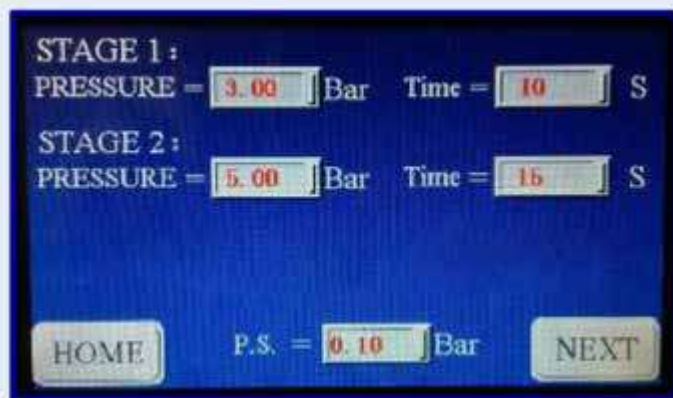 STAGE 1:
PRESSURE = 3.00 Bar Time = 10 S
STAGE 2:
PRESSURE = 5.00 Bar Time = 15 S
HOME P.S. = 0.10 Bar NEXT